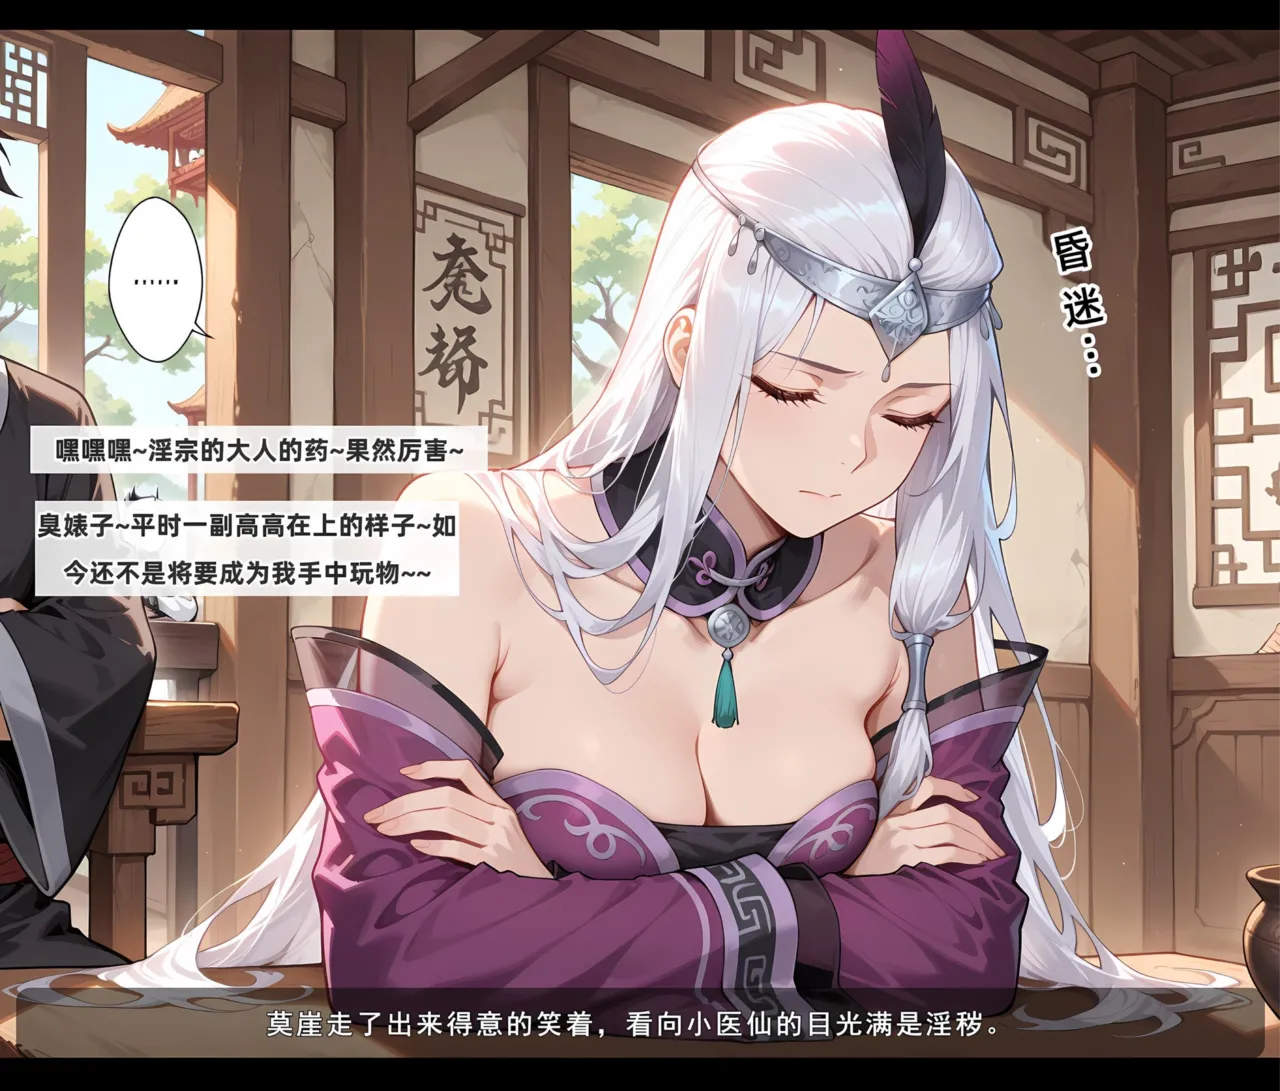 ……
昏迷…
嘿嘿嘿~淫宗的大人的药~果然厉害~
臭婊子~平时一副高高在上的样子~如
今还不是将要成为我手中玩物~~
莫崖走了出来得意的笑着，看向小医仙的目光满是淫秽。